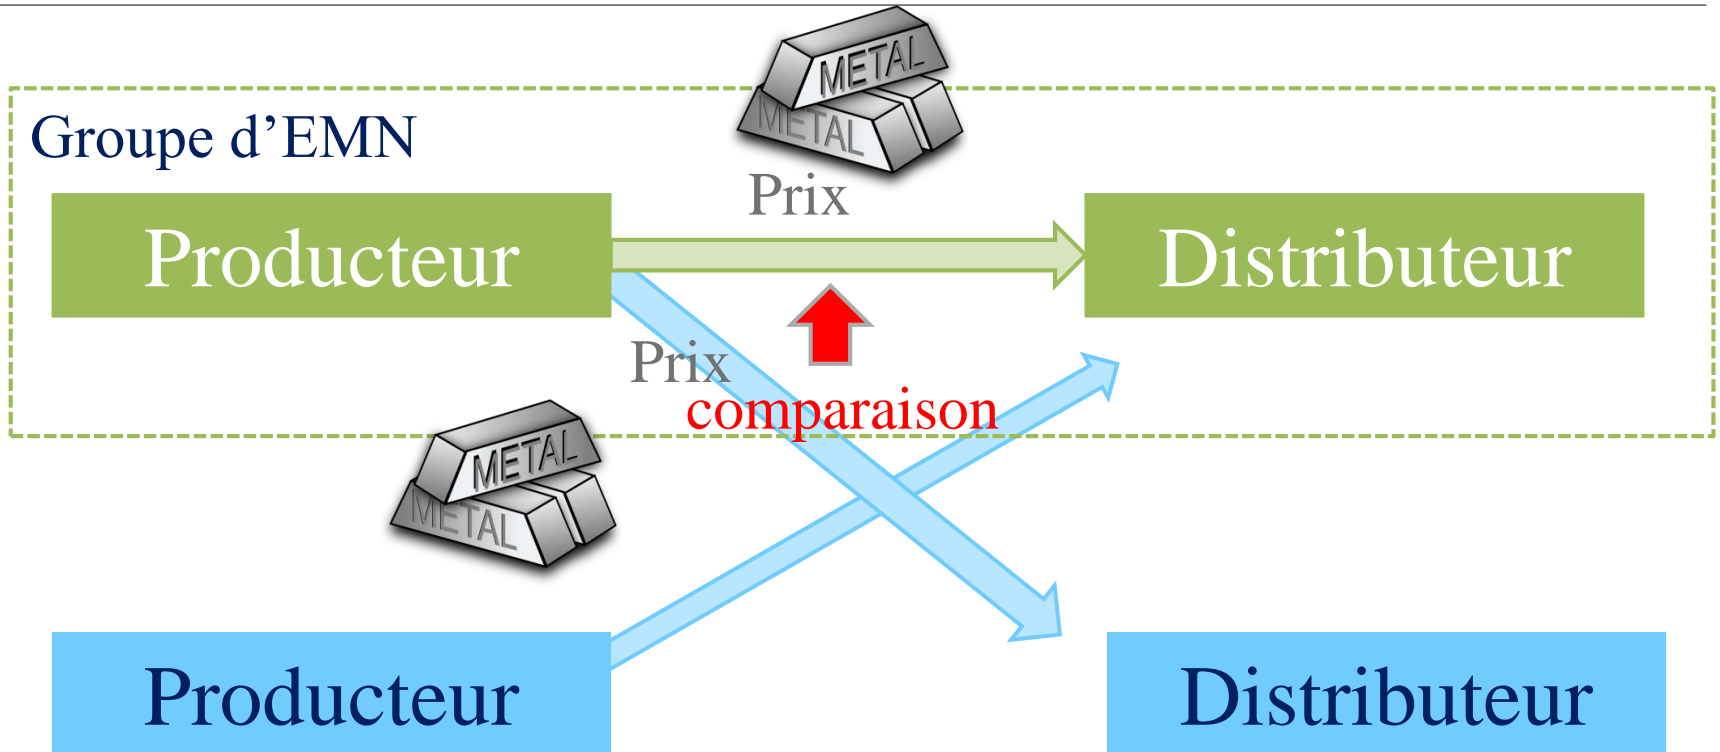 METAL
METAL
Groupe d’EMN
Prix
Producteur
Distributeur
Prix
comparaison
METAL
METAL
Producteur
Distributeur